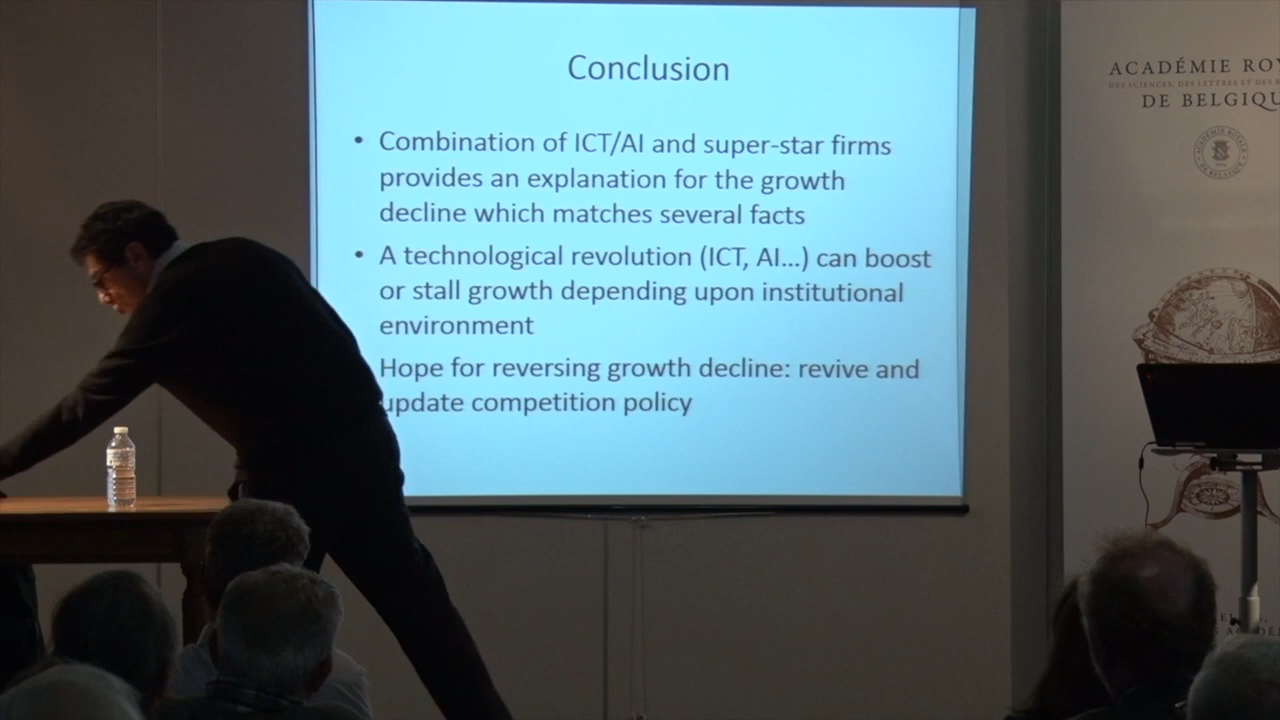 Conclusion
• Combination of ICT/AI and super-star firms
provides an explanation for the growth
decline which matches several facts
• A technological revolution (ICT, AI...) can boost
or stall growth depending upon institutional
environment
Hope for reversing growth decline: revive and
update competition policy
ACADÉMIE ROY
DES SCIENCES, DES LETTRES ET DES B
DE BELGIQU